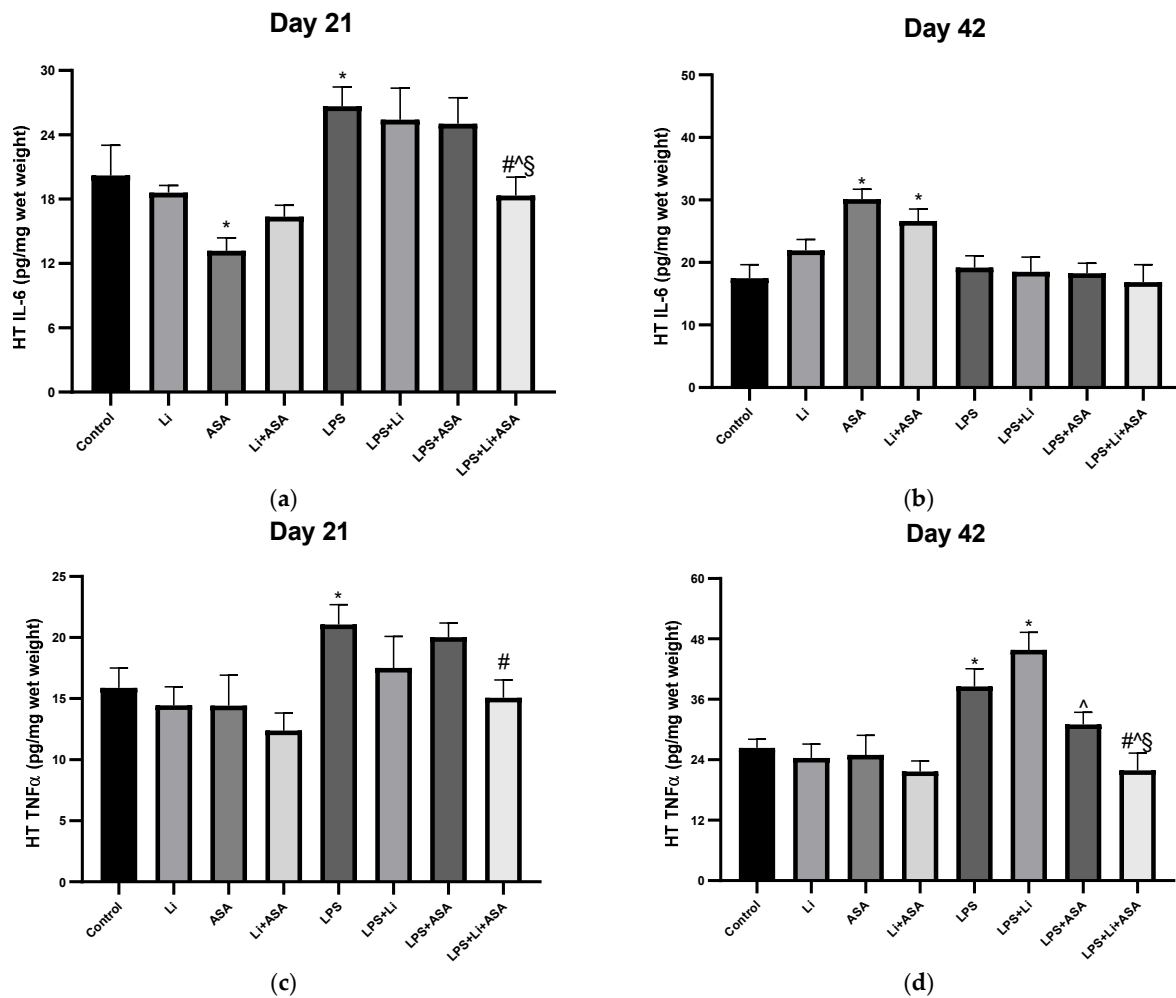 Day 21
HT IL-6 (pg/mg wet weight)
30
24
18
12
6
0
*
*
#^§
Control
Li
ASA
Li+ASA
LPS
LPS+Li
LPS+ASA
LPS+Li+ASA
(a)
Day 42
HT IL-6 (pg/mg wet weight)
50
40
30
20
10
0
*
*
Control
Li
ASA
Li+ASA
LPS
LPS+Li
LPS+ASA
LPS+Li+ASA
(b)
Day 21
HT TNFα (pg/mg wet weight)
25
20
15
10
5
0
*
#
Control
Li
ASA
Li+ASA
LPS
LPS+Li
LPS+ASA
LPS+Li+ASA
(c)
Day 42
HT TNFα (pg/mg wet weight)
60
48
36
24
12
0
*
*
^
#^§
Control
Li
ASA
Li+ASA
LPS
LPS+Li
LPS+ASA
LPS+Li+ASA
(d)